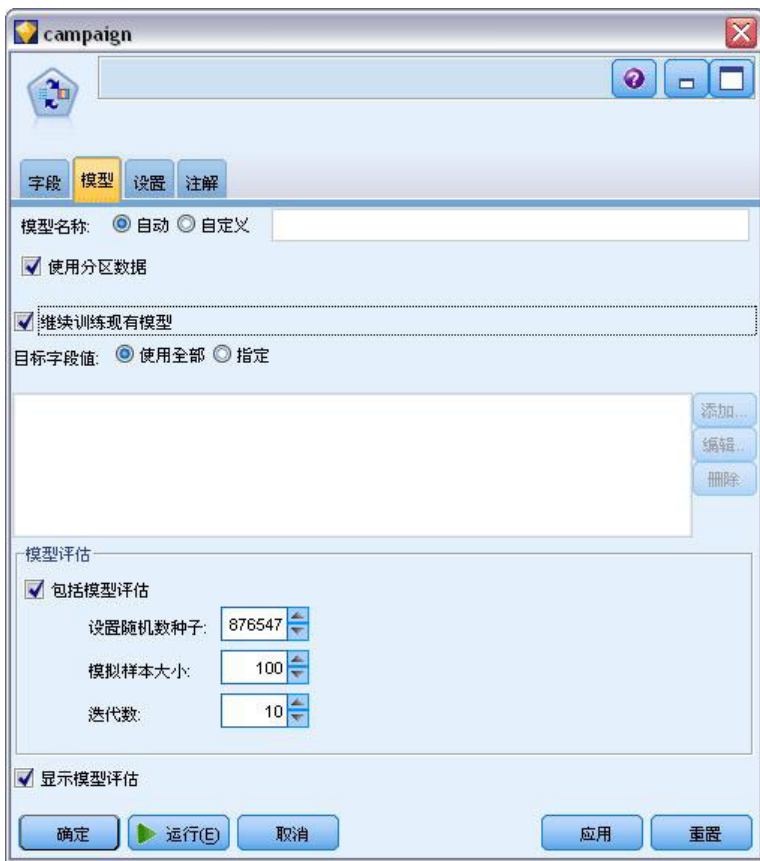 campaign
字段 模型 设置 注解
模型名称: 自动 自定义
使用分区数据
继续训练现有模型
目标字段值: 使用全部 指定
添加...
编辑...
删除
模型评估
包括模型评估
设置随机数种子: 876547
模拟样本大小: 100
迭代数: 10
显示模型评估
确定 运行(E) 取消 应用 重置